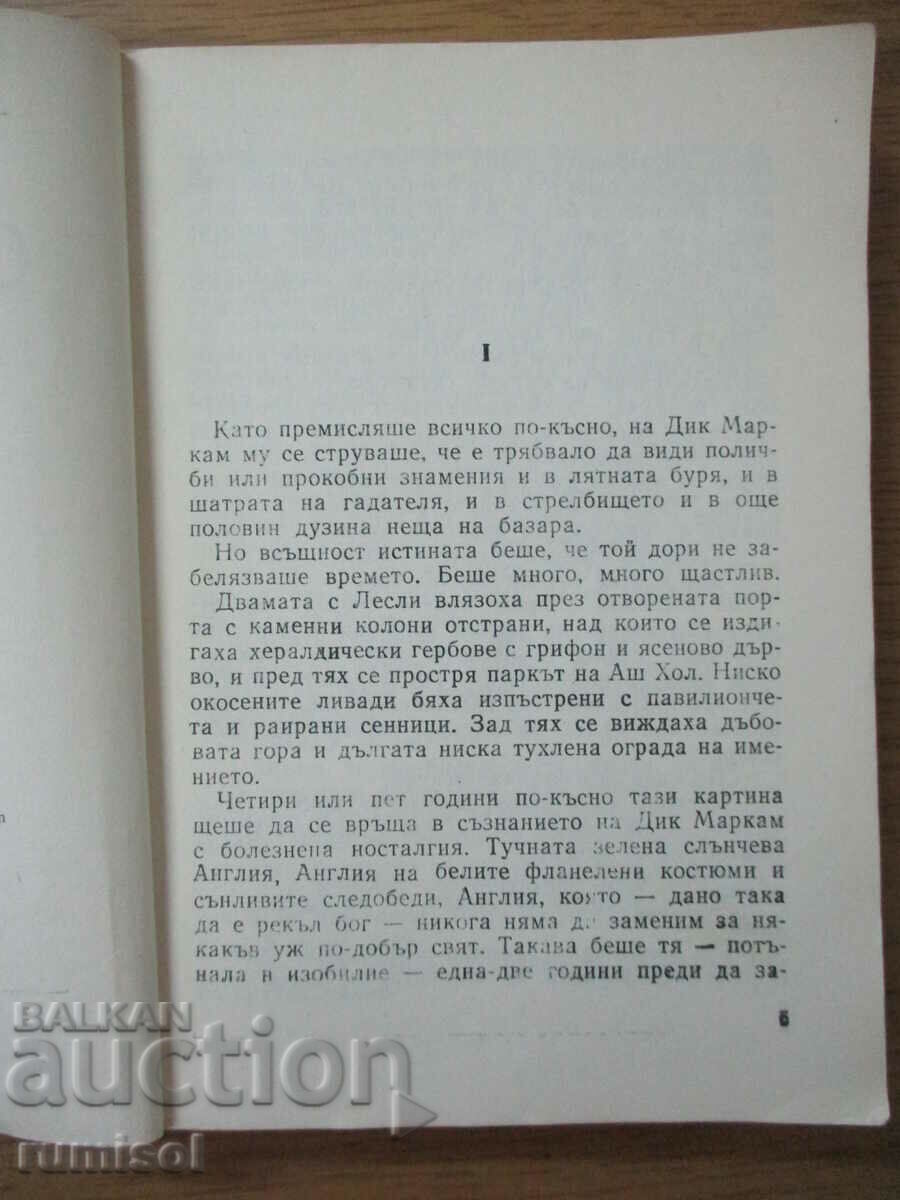 I
Като премисляше всичко по-късно, на Дик Мар-
кам му се струваше, че е трябвало да види полич-
би или прокобни знамения и в лятната буря, и в
шатрата на гадателя, и в стрелбището и в още
половин дузина неща на базара.
Но всъщност истината беше, че той дори не за-
белязваше времето. Беше много, много щастлив.
Двамата с Лесли влязоха през отворената пор-
та с каменни колони отстрани, над които се изди-
гаха хералдически гербове с грифон и ясеново дър-
во, и пред тях се простря паркът на Аш Хол. Ниско
окосените ливади бяха изпъстрени с павилиончe-
та и раирани сенници. Зад тях се виждаха дъбо-
вата гора и дългата ниска тухлена ограда на име-
нието.
Четири или пет години по-късно тази картина
щеше да се връща в съзнанието на Дик Маркам
с болезнена носталгия. Тучната зелена слънчева
Англия, Англия на белите фланелени костюми и
сънливите следобеди, Англия, която — дано така
да е рекъл бог — никога няма да заменим за ня-
какъв уж по-добър свят. Такава беше тя — потъ-
нала в изобилие — една-две години преди да за-
5
п
BALKAN
auction
rumisol